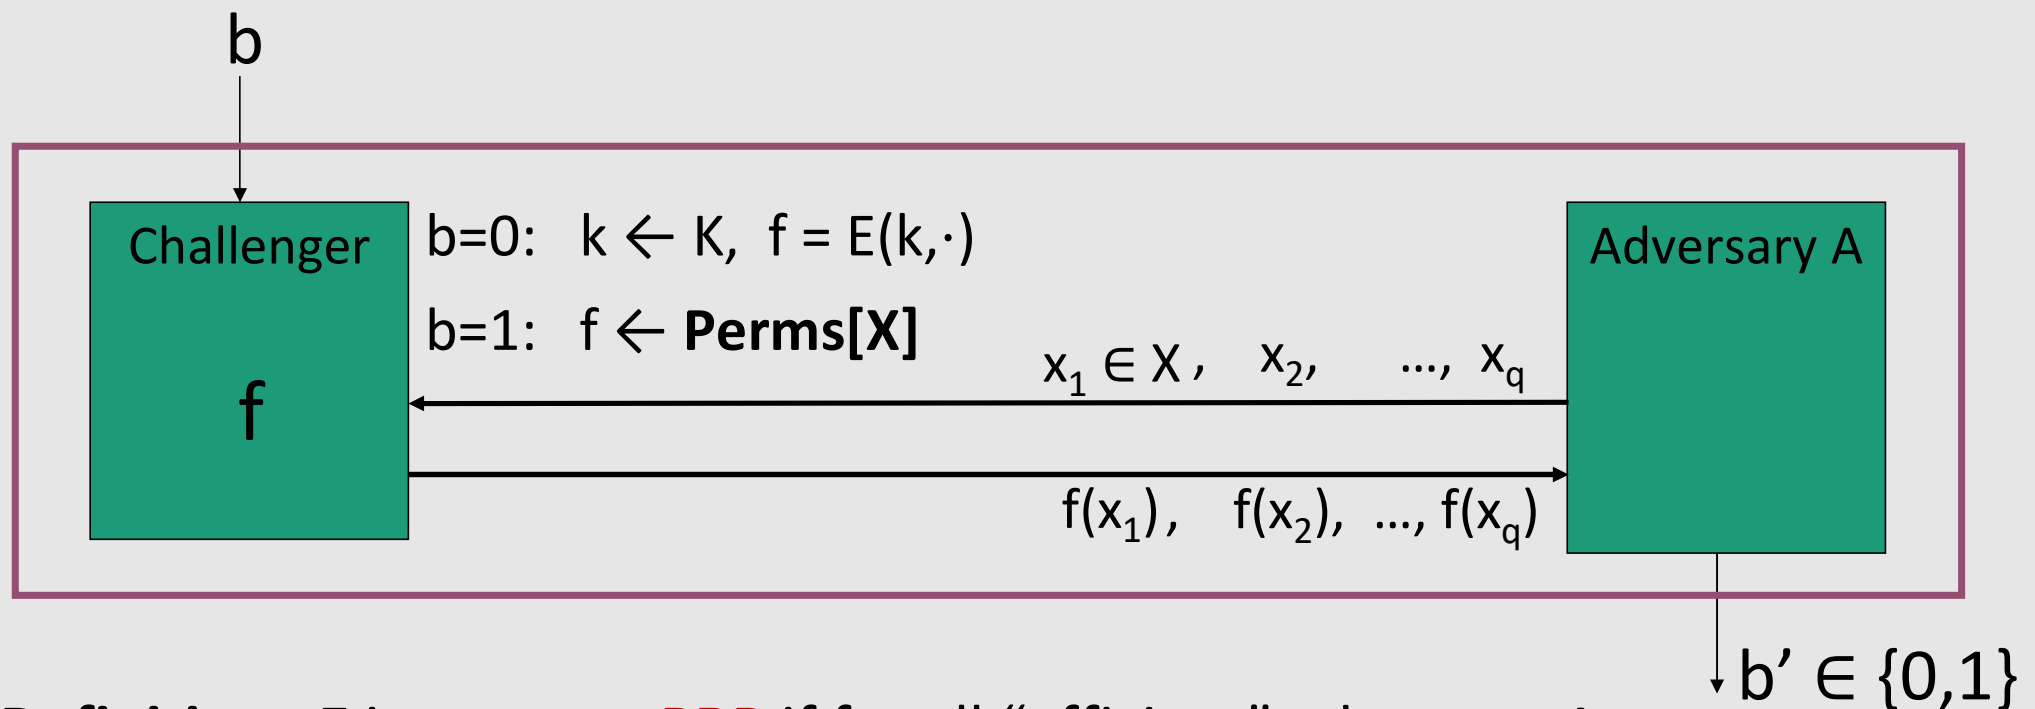 b
Challenger
f
b=0: k ← K, f = E(k,·)
b=1: f ← Perms[X]
Adversary A
x₁ ∈ X , x₂, ..., x_q
f(x₁) , f(x₂), ..., f(x_q)
b’ ∈ {0,1}